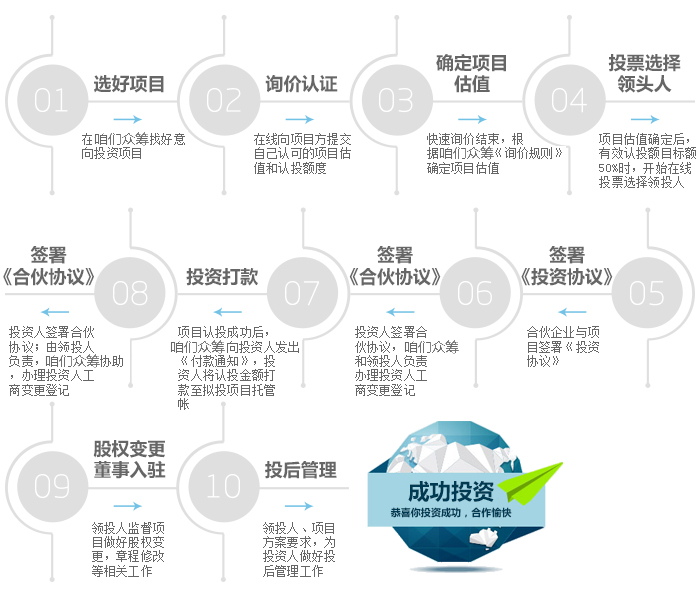 01
选好项目
在咱们众筹找好意
向投资项目
02
询价认证
在线向项目方提交
自己认可的项目估
值和认投额度
03
确定项目
估值
快速询价结束，根
据咱们众筹《询价规则》
确定项目估值
04
投票选择
领头人
项目估值确定后，
有效认投额目标额
50%时，开始在线
投票选择领投人
05
签署
《投资协议》
合伙企业与项
目签署《投资
协议》
06
签署
《合伙协议》
投资人签署合
伙协议，咱们众筹
和领投人负责
办理投资人工
商变更登记
07
投资打款
项目认投成功后，
咱们众筹向投资人发出
《付款通知》，投
资人将认投金额打
款至拟投项目托管
帐
08
签署
《合伙协议》
投资人签署合伙
协议；由领投人
负责，咱们众筹协助
，办理投资人工
商变更登记
09
股权变更
董事入驻
领投人监督项
目做好股权变
更，章程修改
等相关工作
10
投后管理
领投人、项目
方案要求，为
投资人做好投
后管理工作
成功投资
恭喜你投资成功，合作愉快